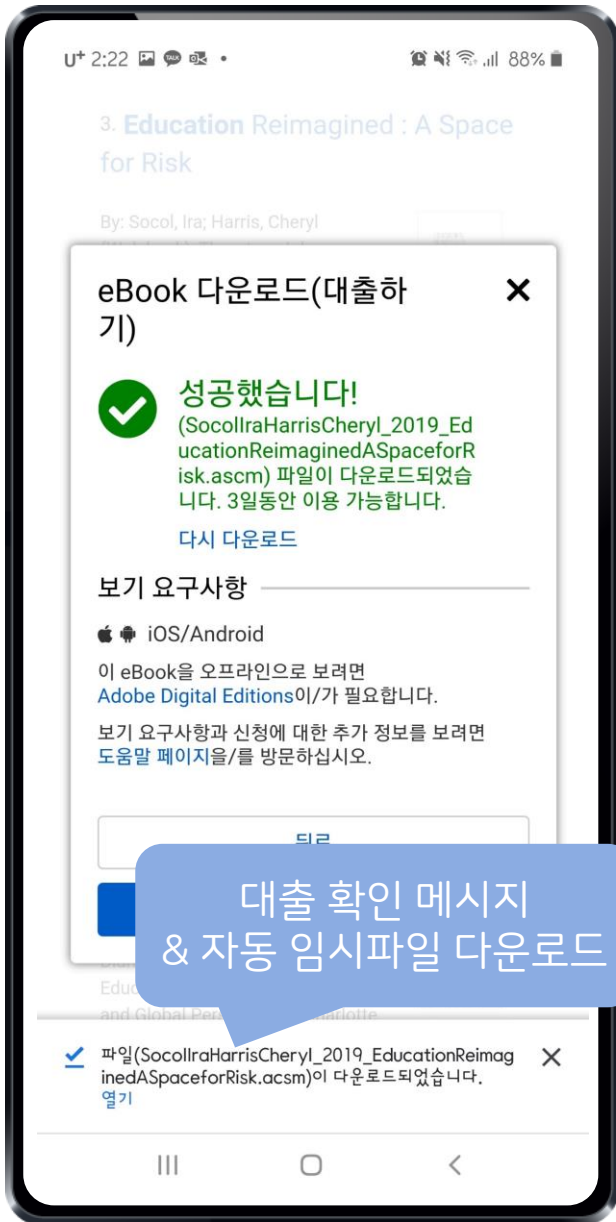 U+ 2:22
88%
3. Education Reimagined : A Space
for Risk
By: Socol, Ira; Harris, Cheryl
eBook 다운로드(대출하
기)
성공했습니다!
(SocolIraHarrisCheryl_2019_Ed
ucationReimaginedASpaceforR
isk.ascm) 파일이 다운로드되었습
니다. 3일동안 이용 가능합니다.
다시 다운로드
보기 요구사항
iOS/Android
이 eBook을 오프라인으로 보려면
Adobe Digital Editions이/가 필요합니다.
보기 요구사항과 신청에 대한 추가 정보를 보려면
도움말 페이지을/를 방문하십시오.
뒤로
대출 확인 메시지
& 자동 임시파일 다운로드
and Global
파일(SocolIraHarrisCheryl_2019_EducationReimag
inedASpaceforRisk.acsm)이 다운로드되었습니다.
열기